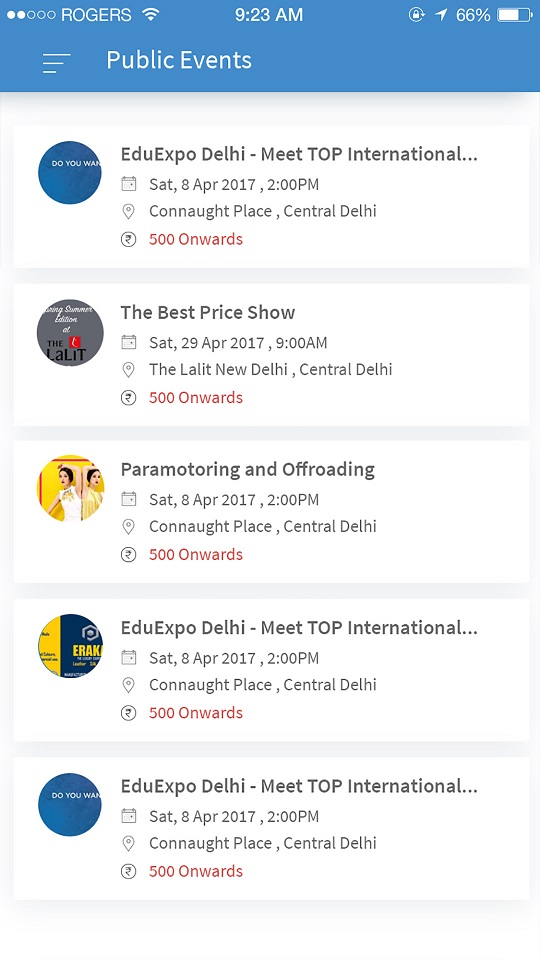 ROGERS 9:23 AM 66%
Public Events
DO YOU WAN
EduExpo Delhi - Meet TOP International...
Sat, 8 Apr 2017 , 2:00PM
Connaught Place , Central Delhi
500 Onwards
ring Summer
Edition
at
THE
LaLiT
The Best Price Show
Sat, 29 Apr 2017 , 9:00AM
The Lalit New Delhi , Central Delhi
500 Onwards
Paramotoring and Offroading
Sat, 8 Apr 2017 , 2:00PM
Connaught Place , Central Delhi
500 Onwards
ERAKA
EduExpo Delhi - Meet TOP International...
Sat, 8 Apr 2017 , 2:00PM
Connaught Place , Central Delhi
500 Onwards
DO YOU WAN
EduExpo Delhi - Meet TOP International...
Sat, 8 Apr 2017 , 2:00PM
Connaught Place , Central Delhi
500 Onwards